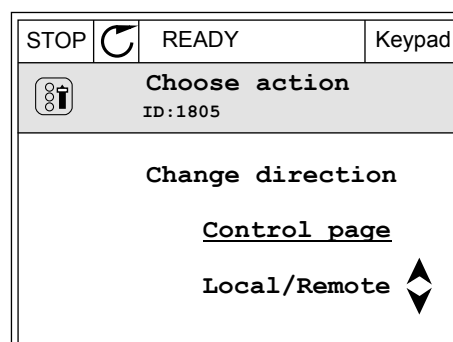 STOP READY Keypad
Choose action
ID:1805
Change direction
Control page
Local/Remote